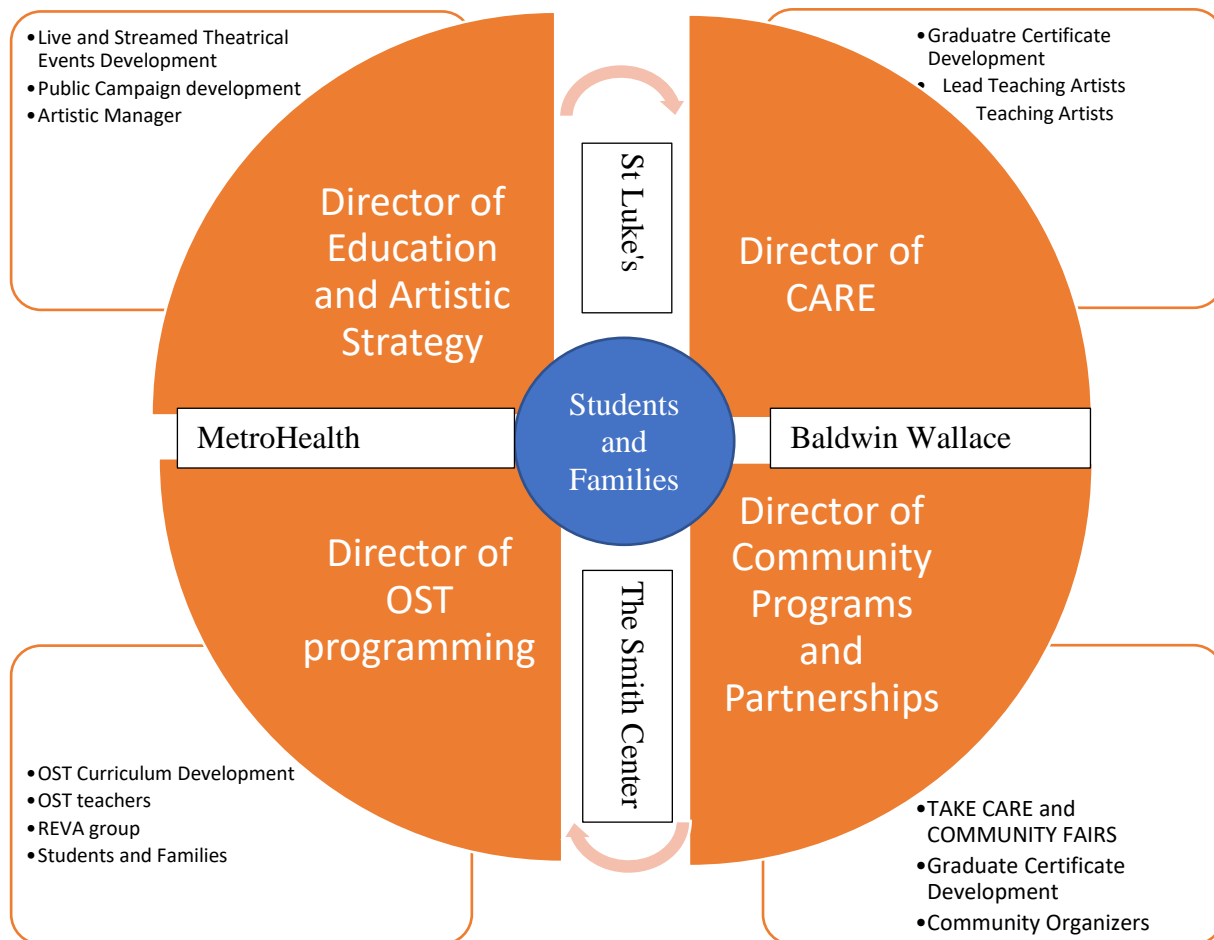 •Live and Streamed Theatrical
Events Development
•Public Campaign development
•Artistic Manager
•Graduatre Certificate
Development
• Lead Teaching Artists
Teaching Artists
Director of
Education
and Artistic
Strategy
St Luke's
Director of
CARE
MetroHealth
Students
and
Families
Baldwin Wallace
Director of
OST
programming
The Smith Center
Director of
Community
Programs
and
Partnerships
•OST Curriculum Development
•OST teachers
•REVA group
•Students and Families
•TAKE CARE and
COMMUNITY FAIRS
•Graduate Certificate
Development
•Community Organizers